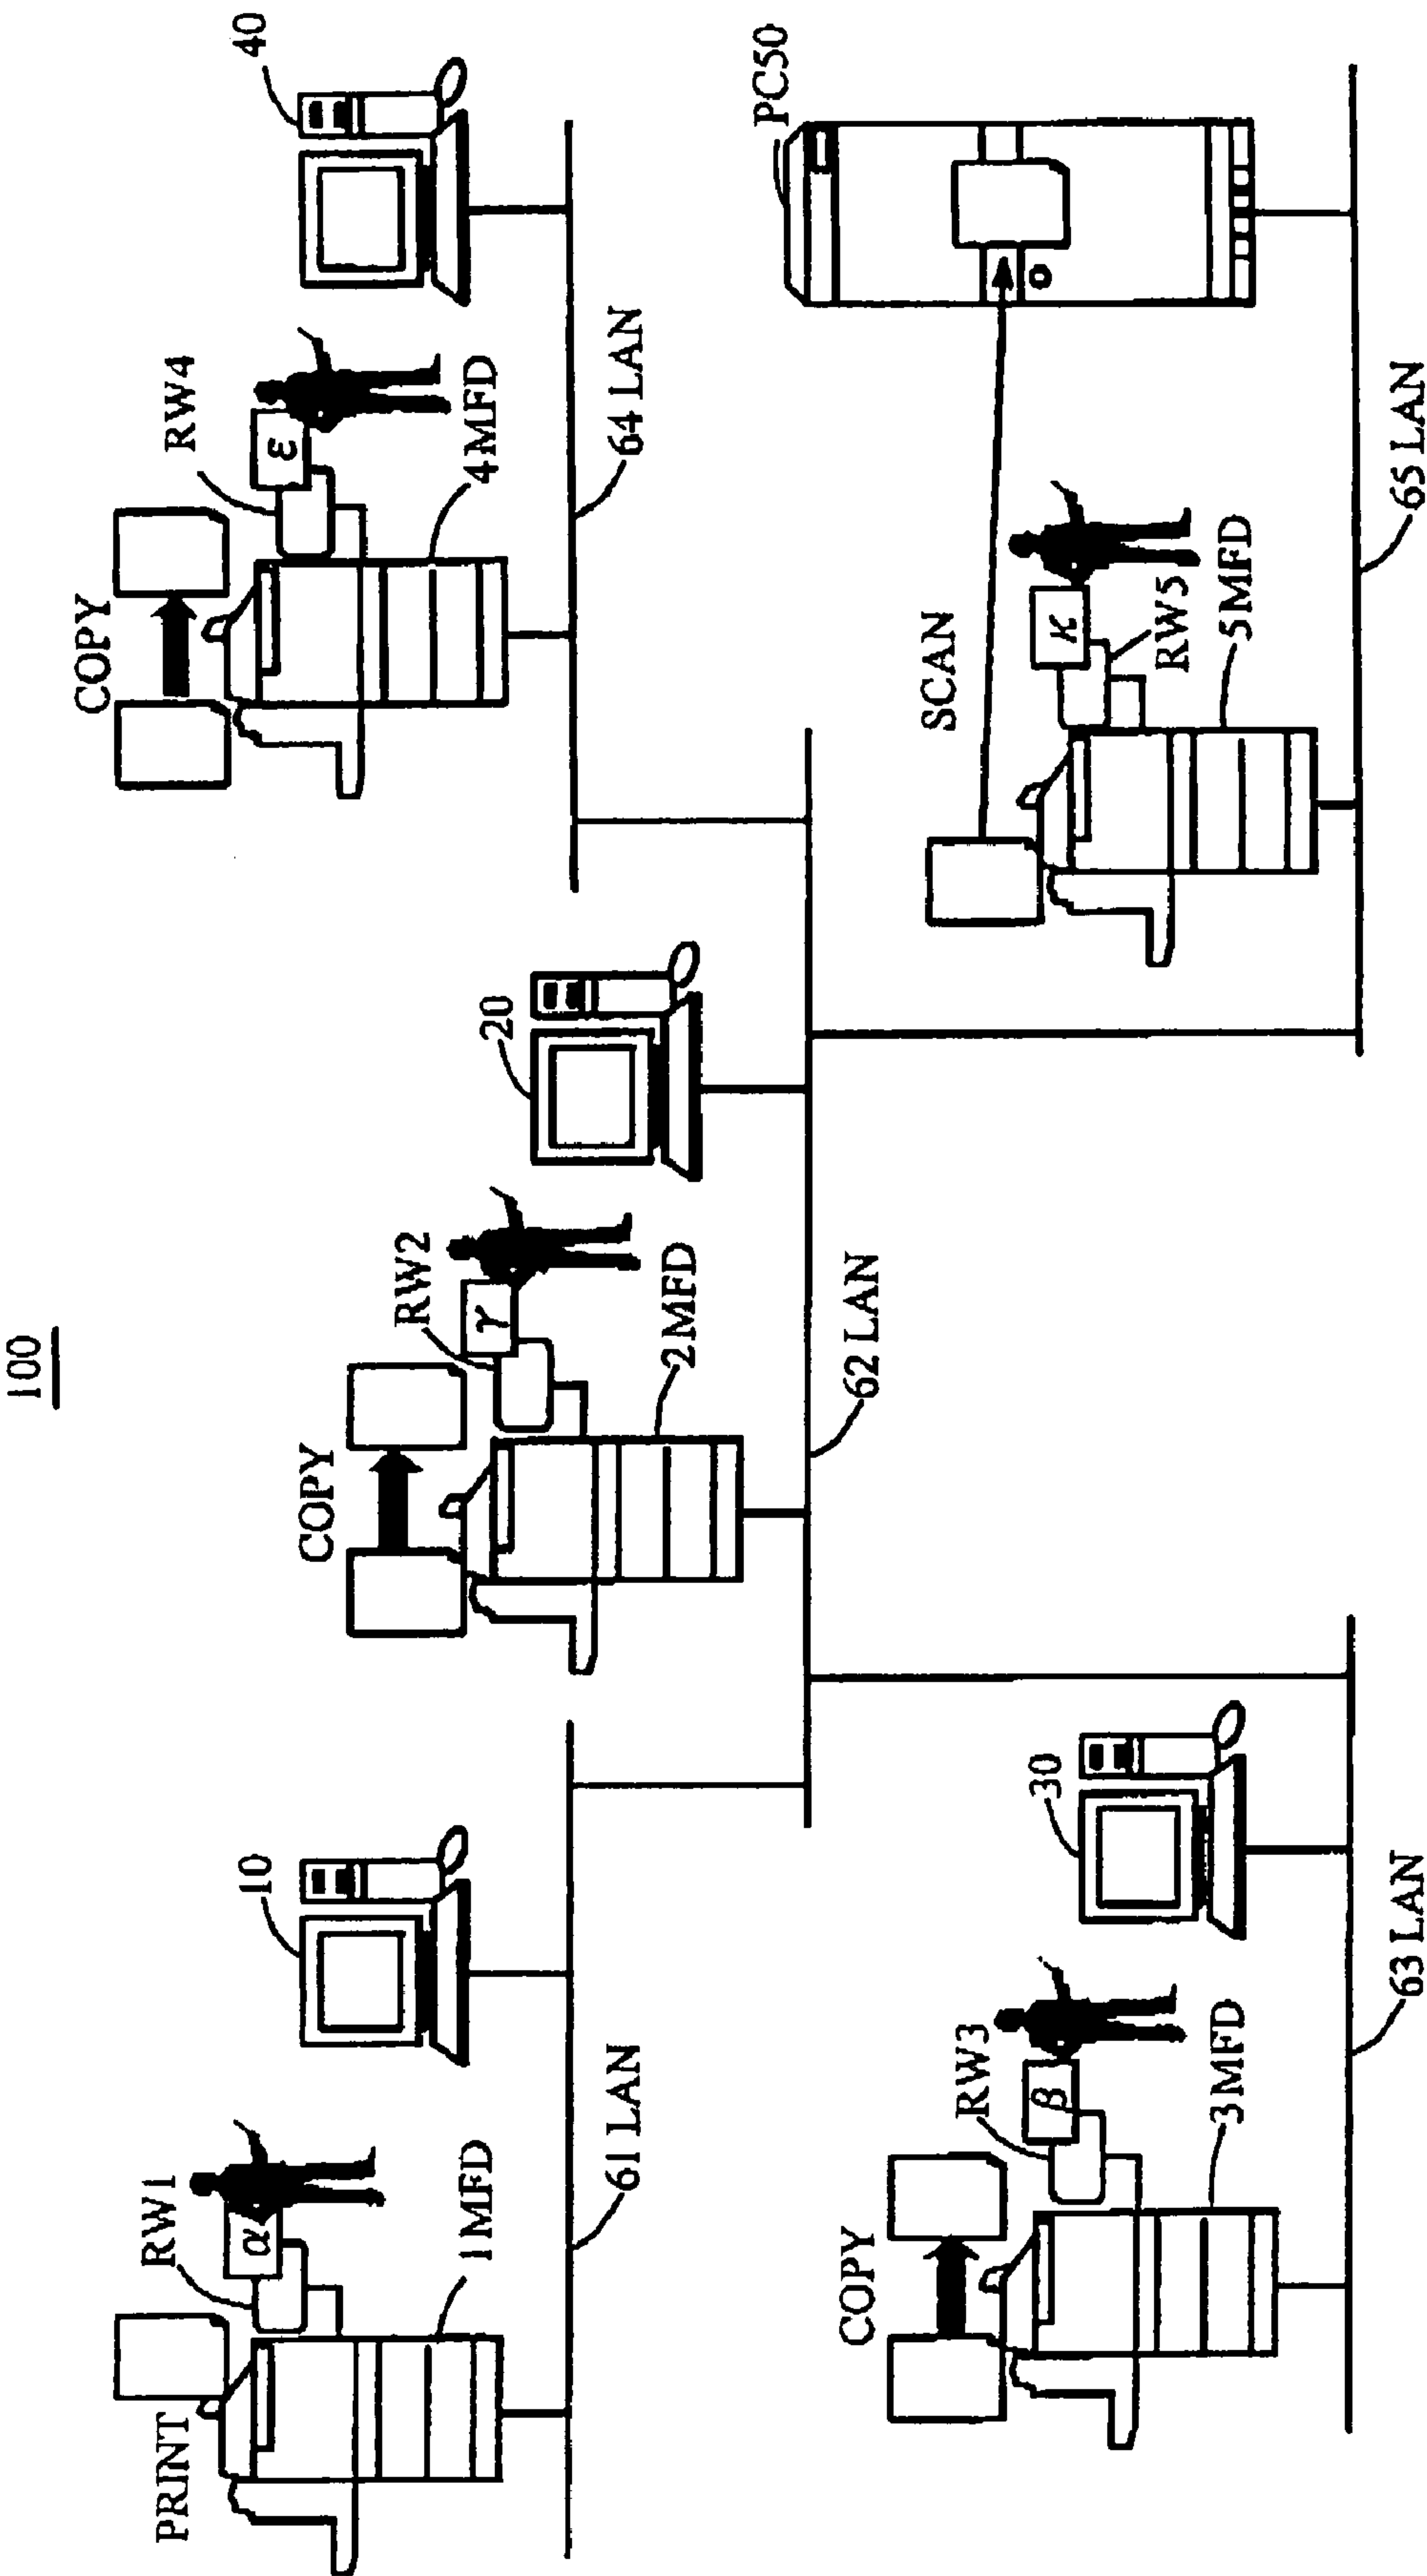 100
PRINT
RW1
α
1MFD
10
61 LAN
COPY
RW2
γ
2MFD
20
62 LAN
COPY
RW4
ε
4MFD
40
64 LAN
COPY
RW3
β
3MFD
30
63 LAN
SCAN
κ
RW5
5MFD
PC50
65 LAN